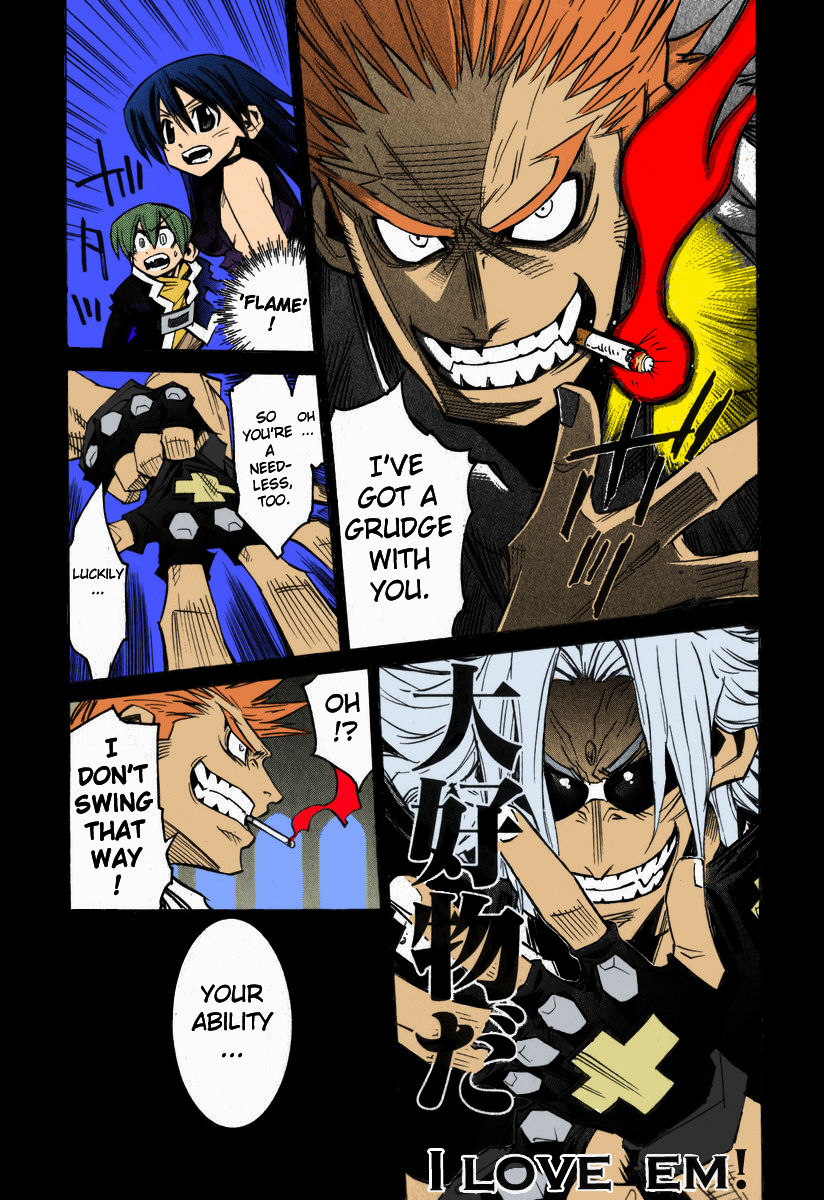 I'VE
GOT A
GRUDGE
WITH
YOU.
'FLAME'
!
OH
...
SO
YOU'RE
A
NEED-
LESS,
TOO.
LUCKILY
...
大好物だ
I LOVE 'EM!
OH
!?
I
DON'T
SWING
THAT
WAY
!
YOUR
ABILITY
...